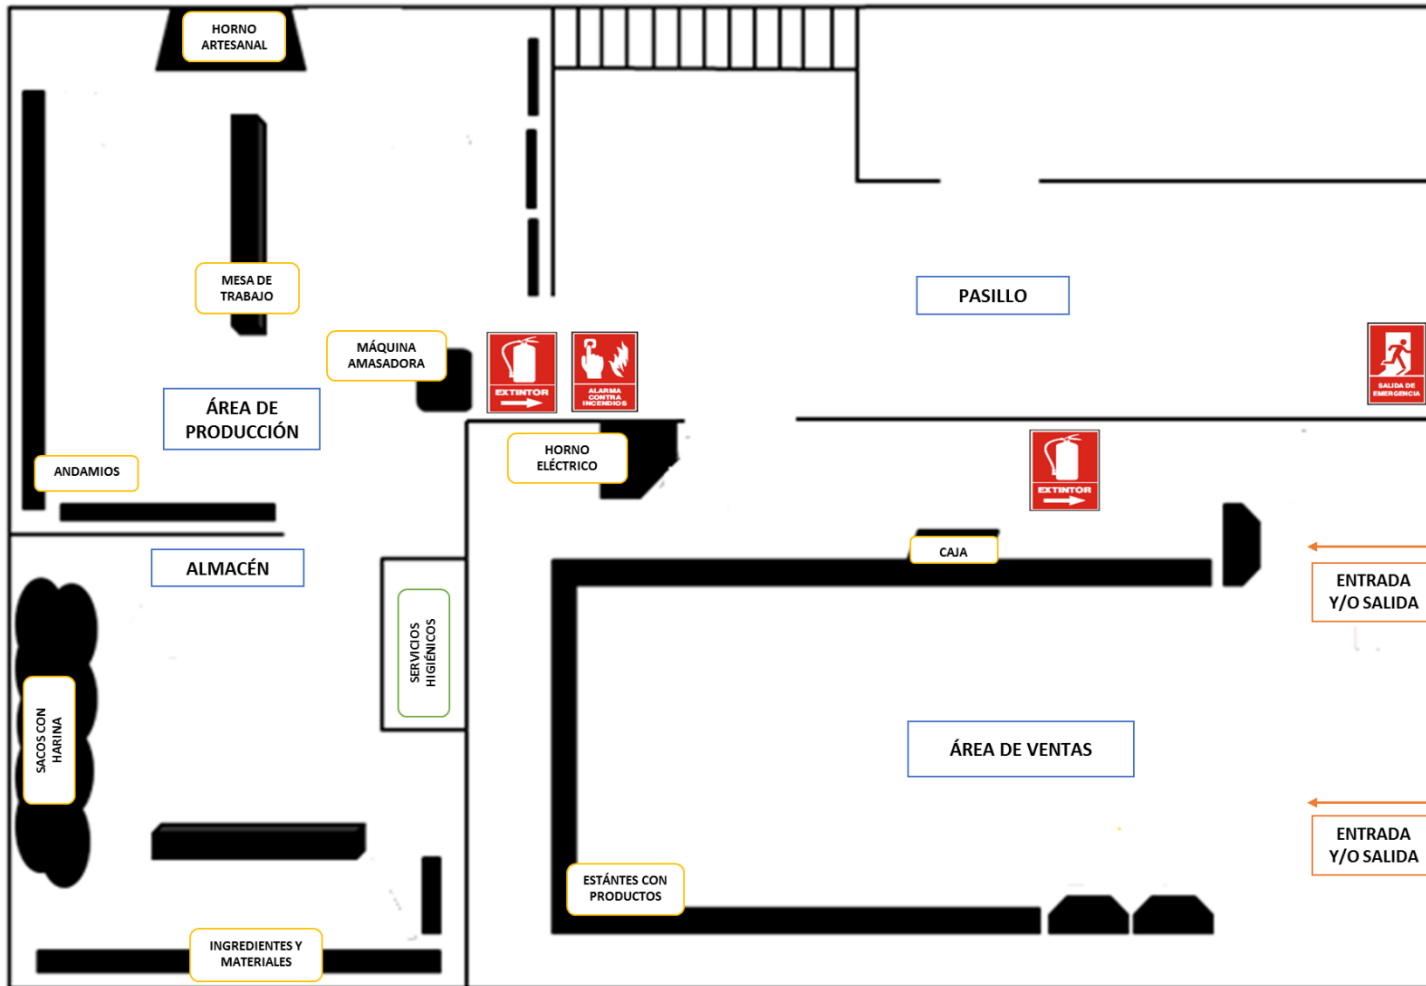 HORNO
ARTESANAL
MESA DE
TRABAJO
PASILLO
MÁQUINA
AMASADORA
EXTINTOR
ALARMA
CONTRA
INCENDIOS
SALIDA DE
EMERGENCIA
ÁREA DE
PRODUCCIÓN
HORNO
ELÉCTRICO
EXTINTOR
ANDAMIOS
CAJA
ALMACÉN
ENTRADA
Y/O SALIDA
SERVICIOS
HIGIÉNICOS
SACOS CON
HARINA
ÁREA DE VENTAS
ENTRADA
Y/O SALIDA
ESTÁNTES CON
PRODUCTOS
INGREDIENTES Y
MATERIALES